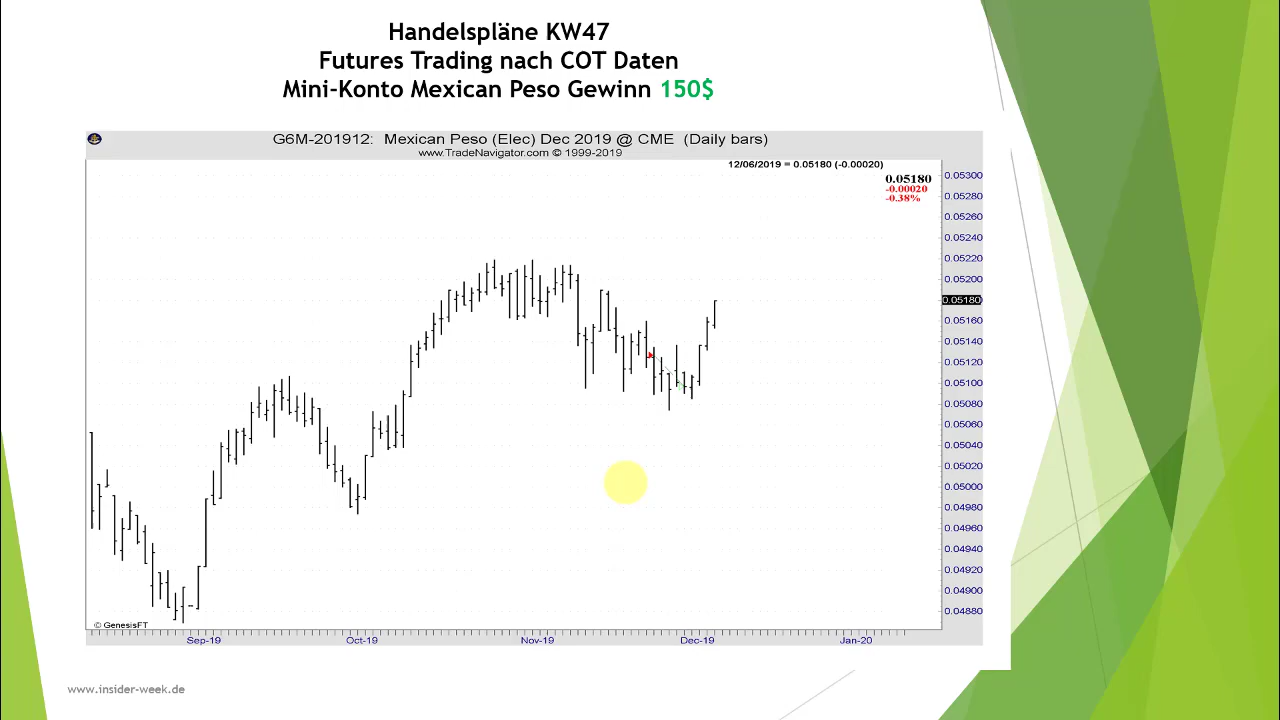 Handelspläne KW47
Futures Trading nach COT Daten
Mini-Konto Mexican Peso Gewinn 150$
G6M-201912: Mexican Peso (Elec) Dec 2019 @ CME (Daily bars)
www.TradeNavigator.com © 1999-2019
12/06/2019 = 0.05180 (-0.00020)
0.05180
-0.00020
-0.38%
0.05300
0.05280
0.05260
0.05240
0.05220
0.05200
0.05180
0.05160
0.05140
0.05120
0.05100
0.05080
0.05060
0.05040
0.05020
0.05000
0.04980
0.04960
0.04940
0.04920
0.04900
0.04880
© GenesisFT
Sep-19 Oct-19 Nov-19 Dec-19 Jan-20
www.insider-week.de